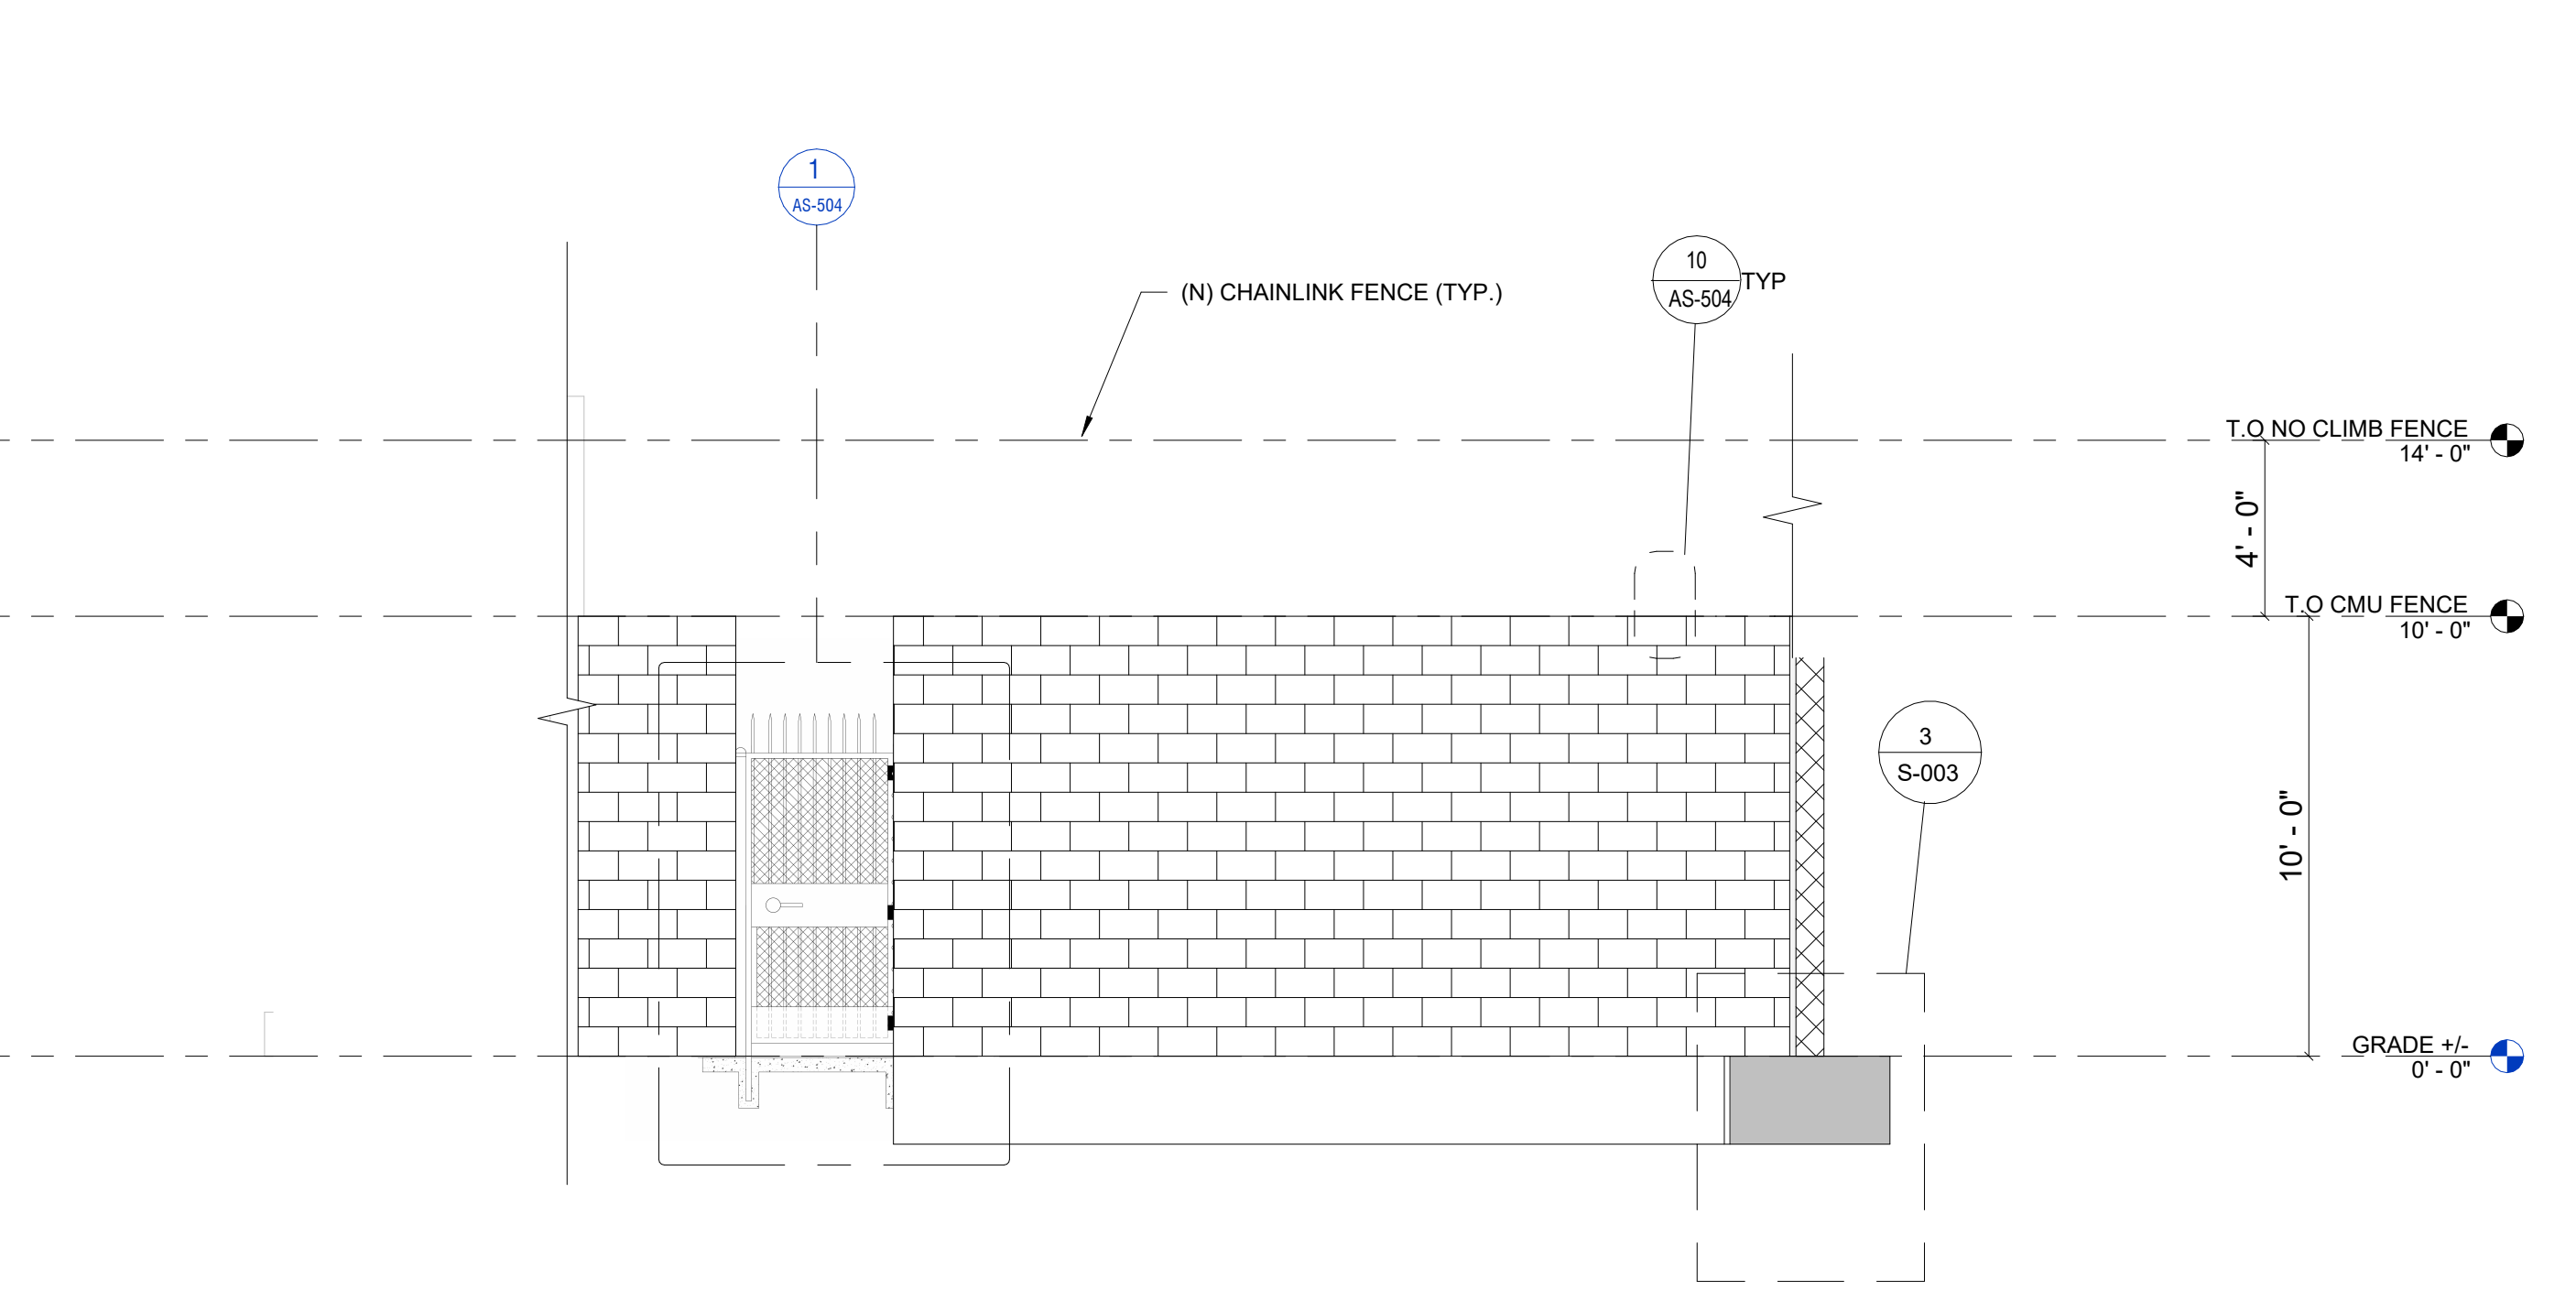 1
AS-504
10
AS-504
TYP
(N) CHAINLINK FENCE (TYP.)
T.O NO CLIMB FENCE
14' - 0"
4' - 0"
T.O CMU FENCE
10' - 0"
3
S-003
10' - 0"
GRADE +/-
0' - 0"